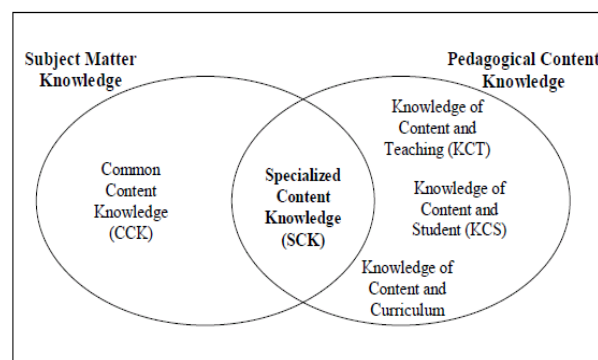 Subject Matter
Knowledge
Pedagogical Content
Knowledge
Common
Content
Knowledge
(CCK)
Specialized
Content
Knowledge
(SCK)
Knowledge of
Content and
Teaching (KCT)
Knowledge of
Content and
Student (KCS)
Knowledge of
Content and
Curriculum